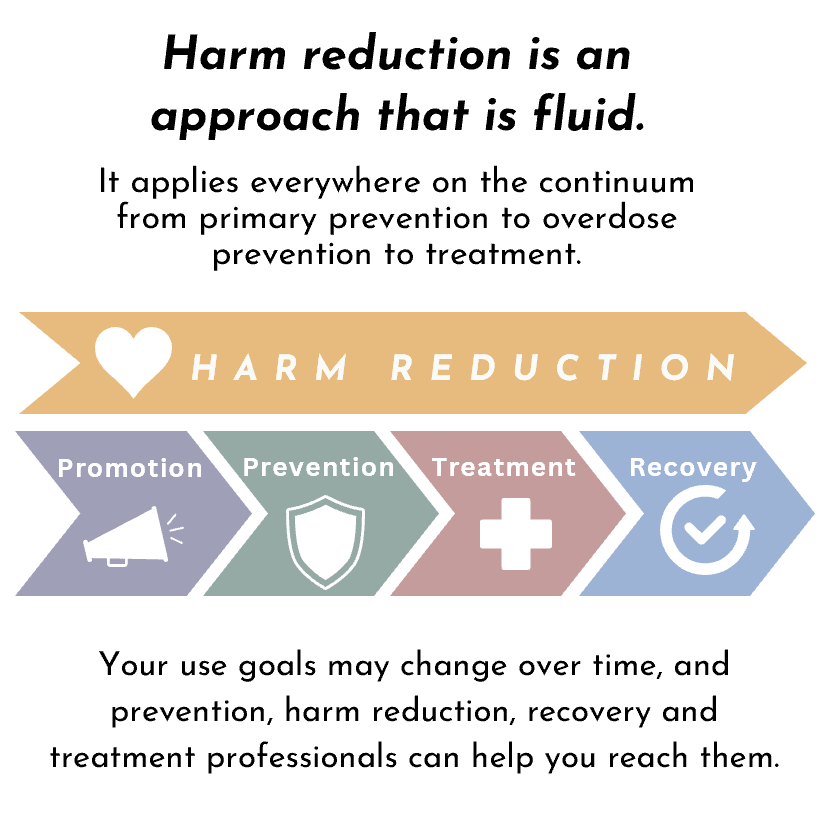 Harm reduction is an
approach that is fluid.
It applies everywhere on the continuum
from primary prevention to overdose
prevention to treatment.
HARM REDUCTION
Promotion Prevention Treatment Recovery
Your use goals may change over time, and
prevention, harm reduction, recovery and
treatment professionals can help you reach them.